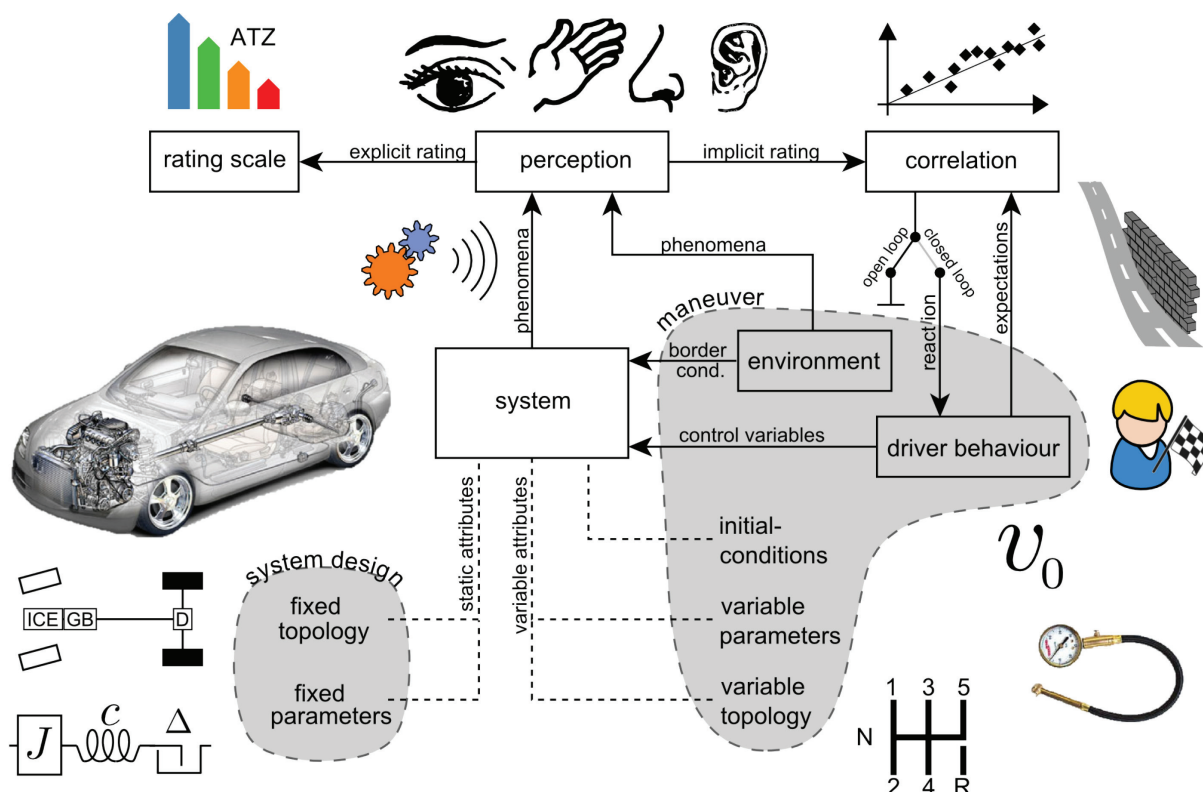 ATZ
rating scale
explicit rating
perception
implicit rating
correlation
phenomena
phenomena
open loop
closed loop
reaction
expectations
maneuver
system
border
cond.
environment
control variables
driver behaviour
static attributes
variable attributes
initial-
conditions
υ0
system design
fixed
topology
fixed
parameters
variable
parameters
variable
topology
ICE GB D
J c Δ
1 3 5
N
2 4 R